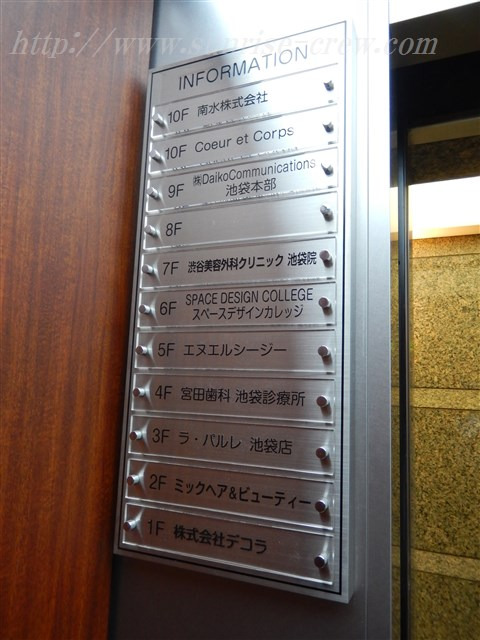 http://www.sunrise-crew.com/
INFORMATION
10F 南水株式会社
10F Coeur et Corps
9F ㈱DaikoCommunications
池袋本部
8F
7F 渋谷美容外科クリニック 池袋院
6F SPACE DESIGN COLLEGE
スペースデザインカレッジ
5F エヌエルシージー
4F 宮田歯科 池袋診療所
3F ラ・パルレ 池袋店
2F ミックヘア&ビューティー
1F 株式会社デコラ